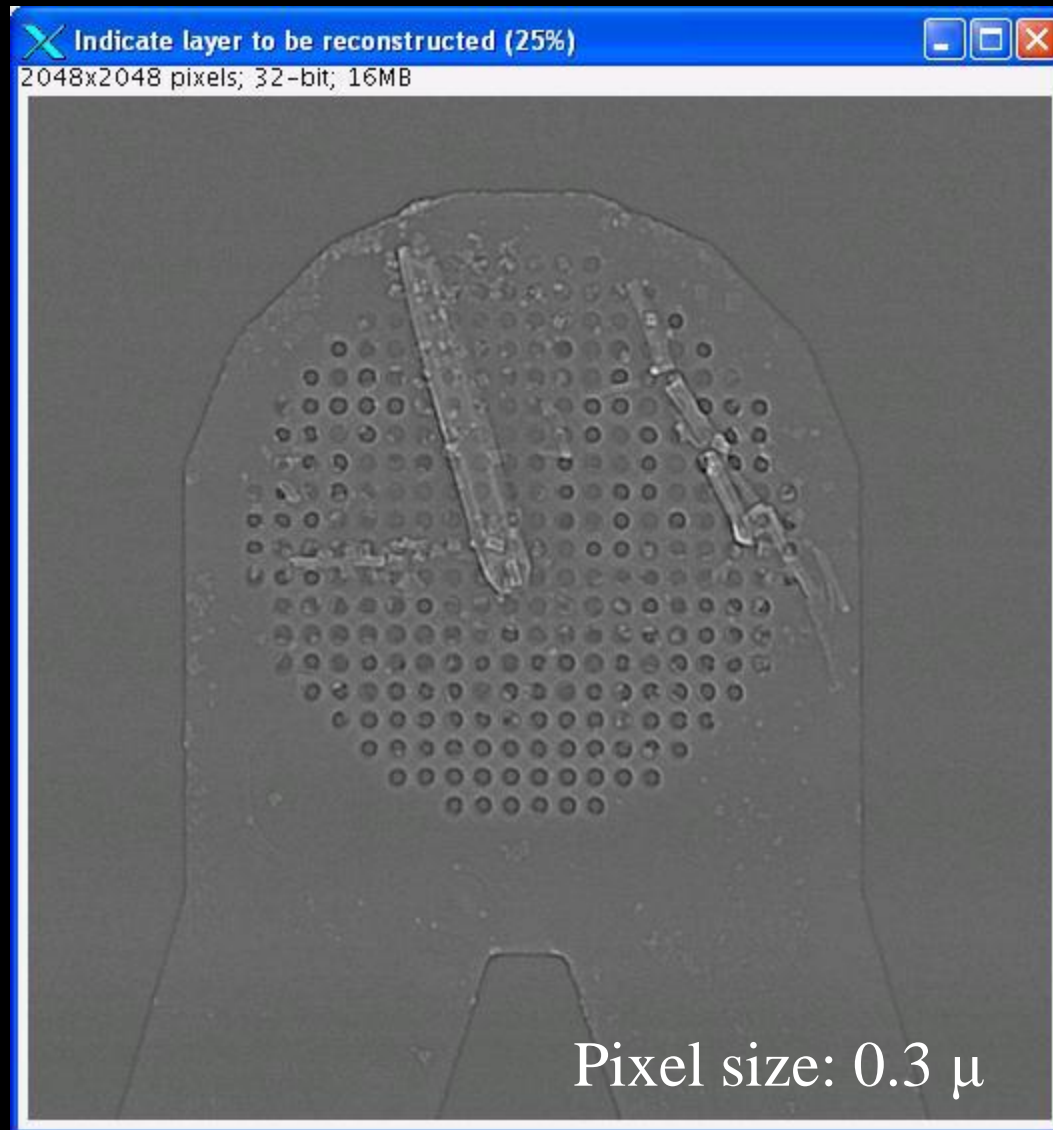 Indicate layer to be reconstructed (25%)
2048x2048 pixels; 32-bit; 16MB
Pixel size: 0.3 μ